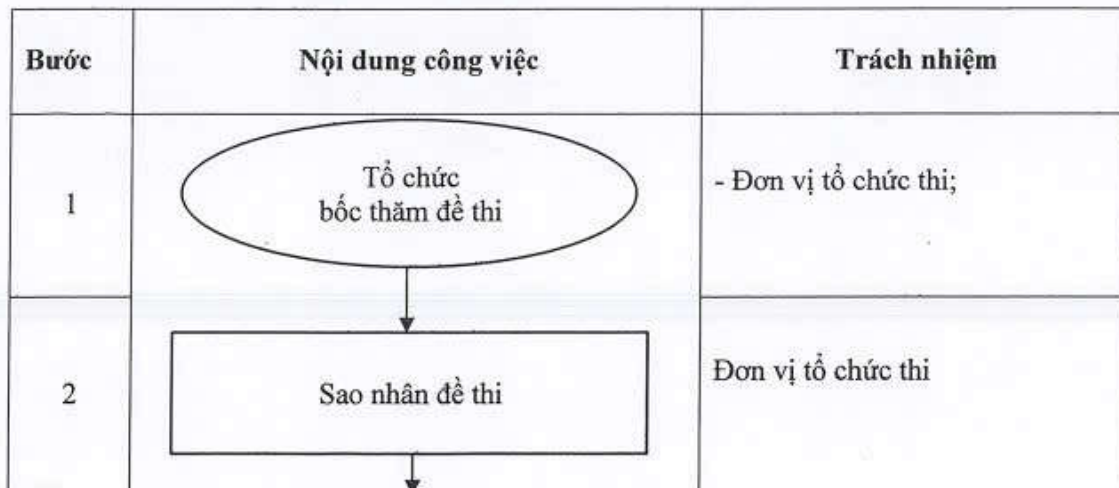 Bước Nội dung công việc Trách nhiệm
1
Tổ chức
bốc thăm đề thi
- Đơn vị tổ chức thi;
2
Sao nhân đề thi
Đơn vị tổ chức thi